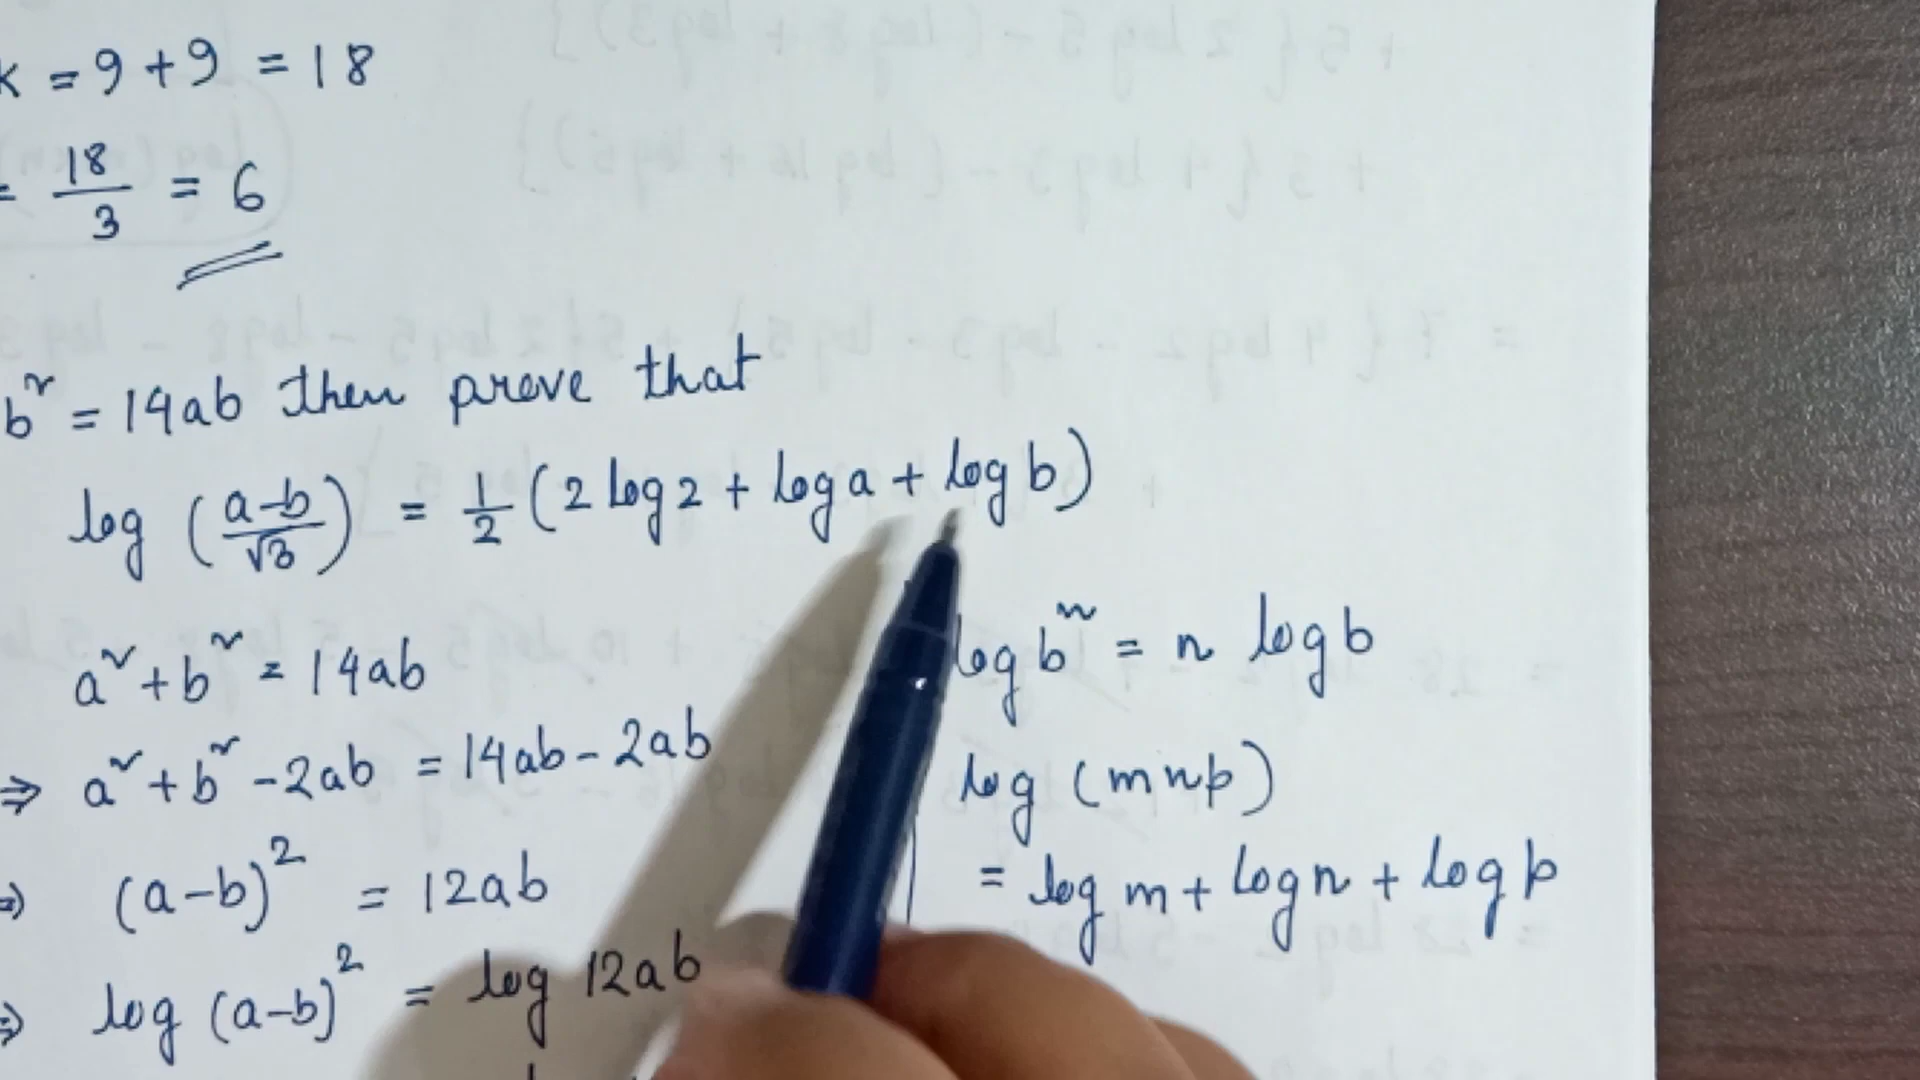 k = 9 + 9 = 18
= 18/3 = 6
b² = 14ab then prove that
log (a-b/√3) = 1/2 (2 log 2 + log a + log b)
a² + b² = 14ab
⇒ a² + b² - 2ab = 14ab - 2ab
⇒ (a-b)² = 12ab
⇒ log (a-b)² = log 12ab
log bⁿ = n log b
log (mnp)
= log m + log n + log p